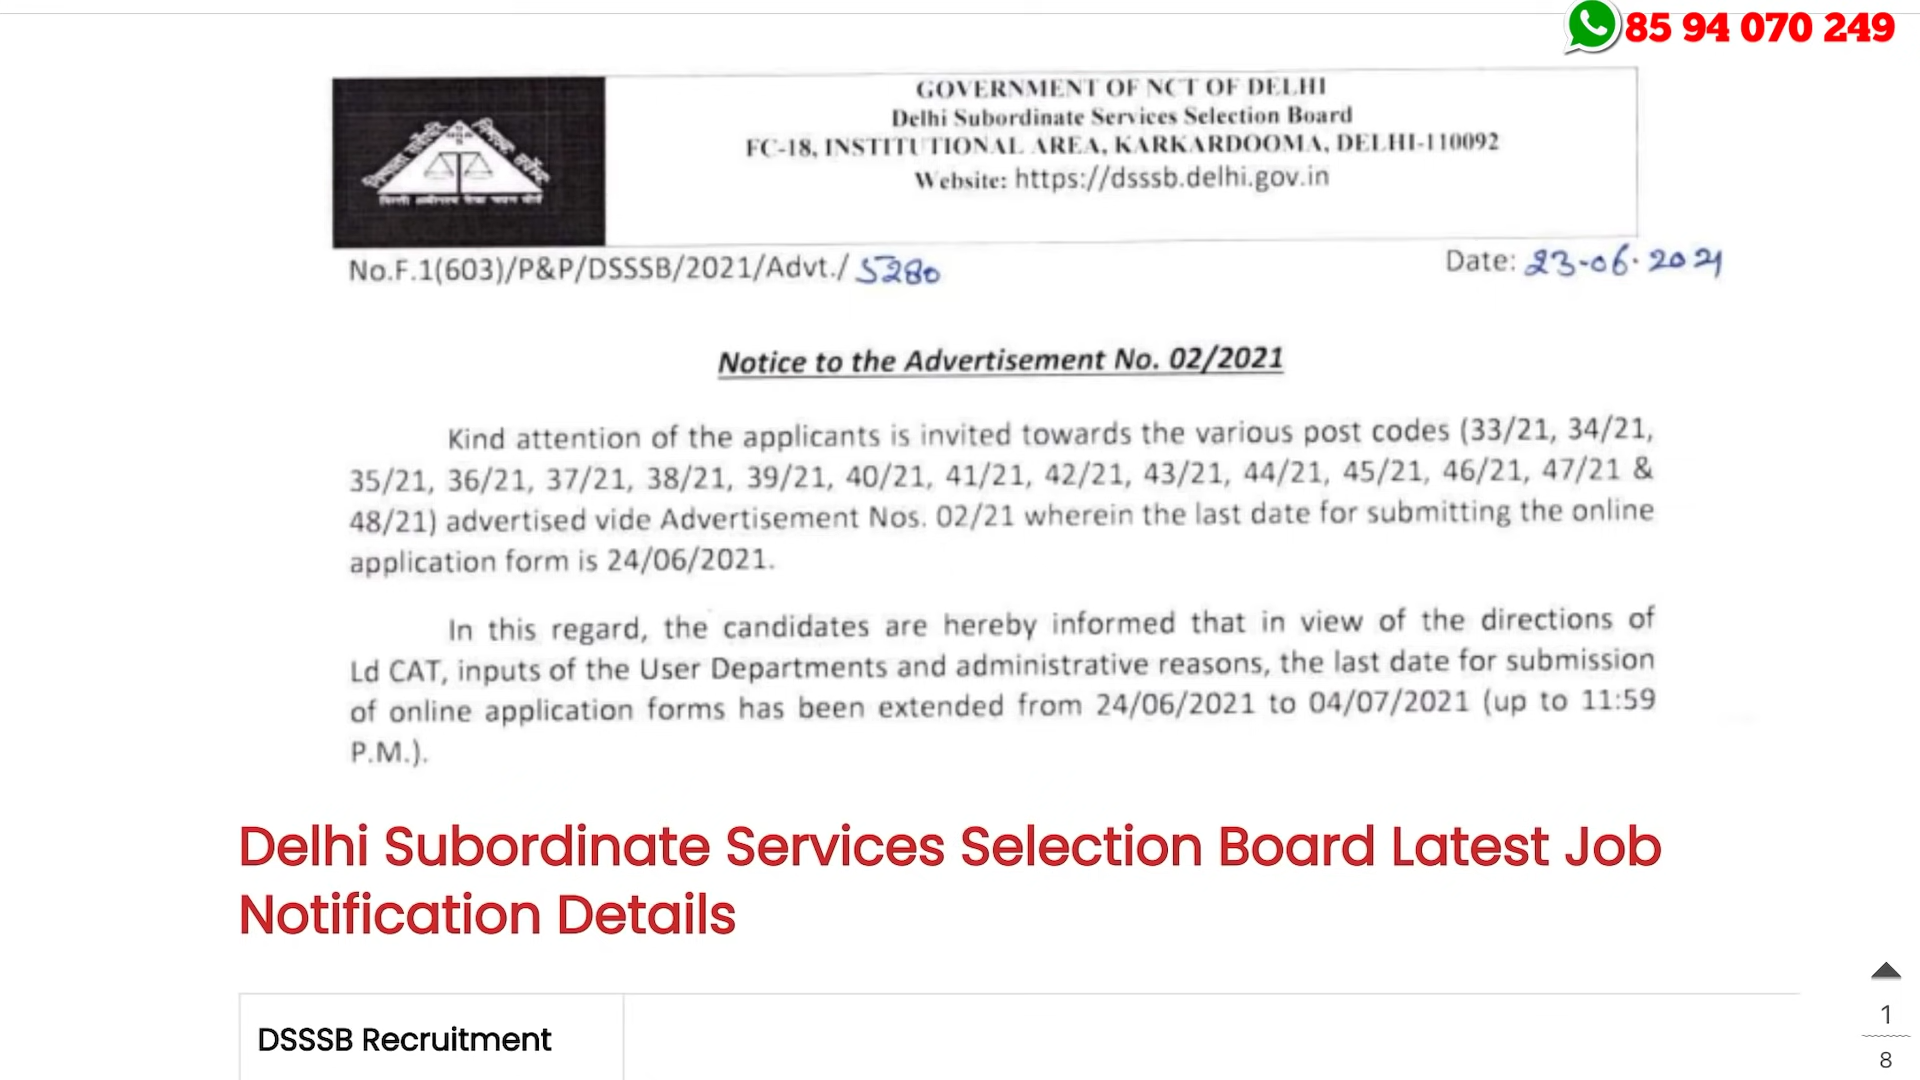 85 94 070 249
GOVERNMENT OF NCT OF DELHI
Delhi Subordinate Services Selection Board
FC-18, INSTITUTIONAL AREA, KARKARDOOMA, DELHI-110092
Website: https://dsssb.delhi.gov.in
No.F.1(603)/P&P/DSSSB/2021/Advt./ 5280
Date: 23-06-2021
Notice to the Advertisement No. 02/2021
Kind attention of the applicants is invited towards the various post codes (33/21, 34/21,
35/21, 36/21, 37/21, 38/21, 39/21, 40/21, 41/21, 42/21, 43/21, 44/21, 45/21, 46/21, 47/21 &
48/21) advertised vide Advertisement Nos. 02/21 wherein the last date for submitting the online
application form is 24/06/2021.
In this regard, the candidates are hereby informed that in view of the directions of
Ld CAT, inputs of the User Departments and administrative reasons, the last date for submission
of online application forms has been extended from 24/06/2021 to 04/07/2021 (up to 11:59
P.M.).
Delhi Subordinate Services Selection Board Latest Job
Notification Details
DSSSB Recruitment
1
8